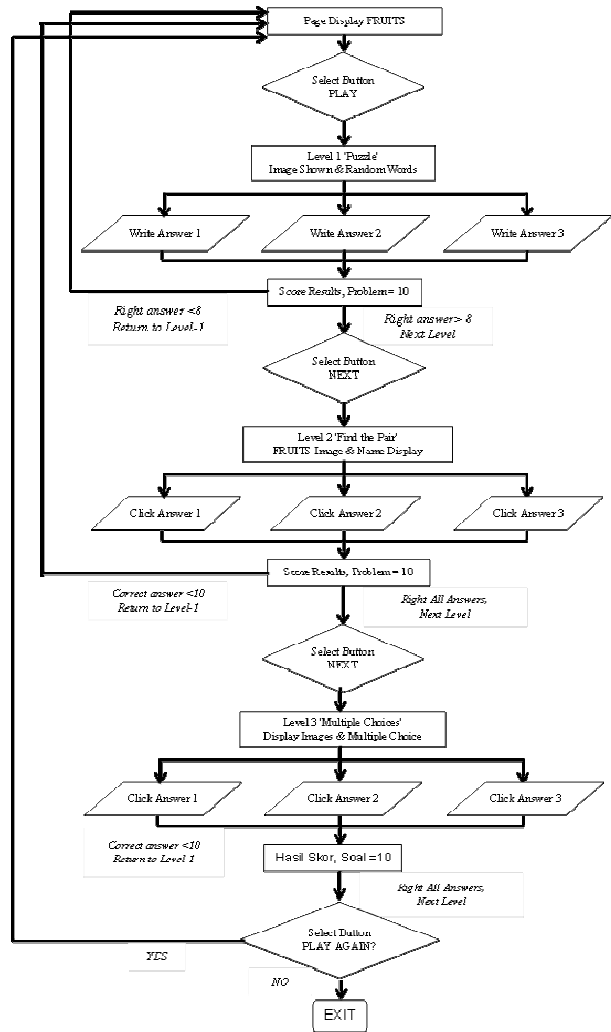 Page Display FRUITS
Select Button
PLAY
Level 1 'Puzzle'
Image Shown & Random Words
Write Answer 1
Write Answer 2
Write Answer 3
Score Results, Problem = 10
Right answer <8
Return to Level-1
Right answer > 8
Next Level
Select Button
NEXT
Level 2 'Find the Pair'
FRUITS Image & Name Display
Click Answer 1
Click Answer 2
Click Answer 3
Score Results, Problem = 10
Correct answer <10
Return to Level-1
Right All Answers,
Next Level
Select Button
NEXT
Level 3 'Multiple Choices'
Display Images & Multiple Choice
Click Answer 1
Click Answer 2
Click Answer 3
Correct answer <10
Return to Level 1
Hasil Skor, Soal =10
Right All Answers,
Next Level
Select Button
PLAY AGAIN?
YES
NO
EXIT